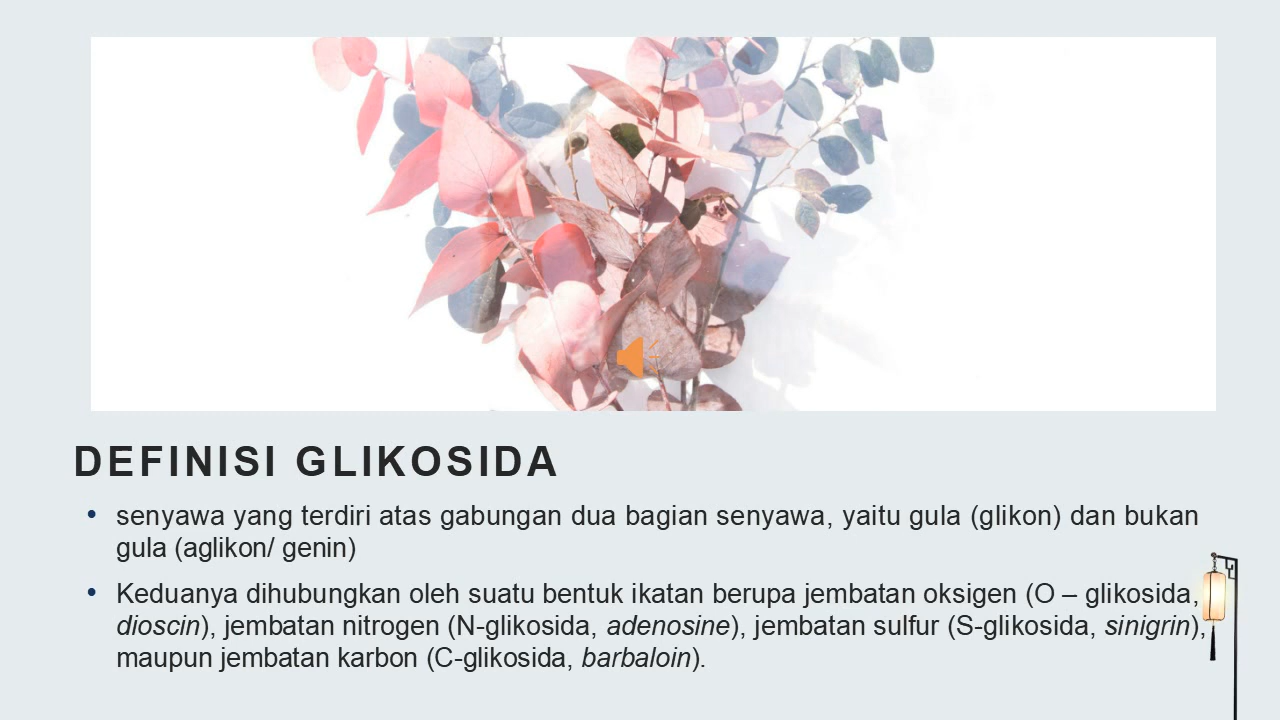 DEFINISI GLIKOSIDA
• senyawa yang terdiri atas gabungan dua bagian senyawa, yaitu gula (glikon) dan bukan
gula (aglikon/ genin)
• Keduanya dihubungkan oleh suatu bentuk ikatan berupa jembatan oksigen (O – glikosida,
dioscin), jembatan nitrogen (N-glikosida, adenosine), jembatan sulfur (S-glikosida, sinigrin),
maupun jembatan karbon (C-glikosida, barbaloin).